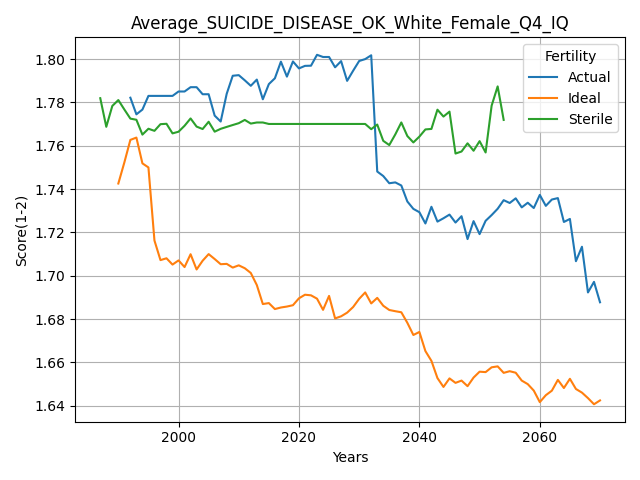 Average_SUICIDE_DISEASE_OK_White_Female_Q4_IQ
Fertility
Actual
Ideal
Sterile
Score(1-2)
1.80
1.78
1.76
1.74
1.72
1.70
1.68
1.66
1.64
2000 2020 2040 2060
Years